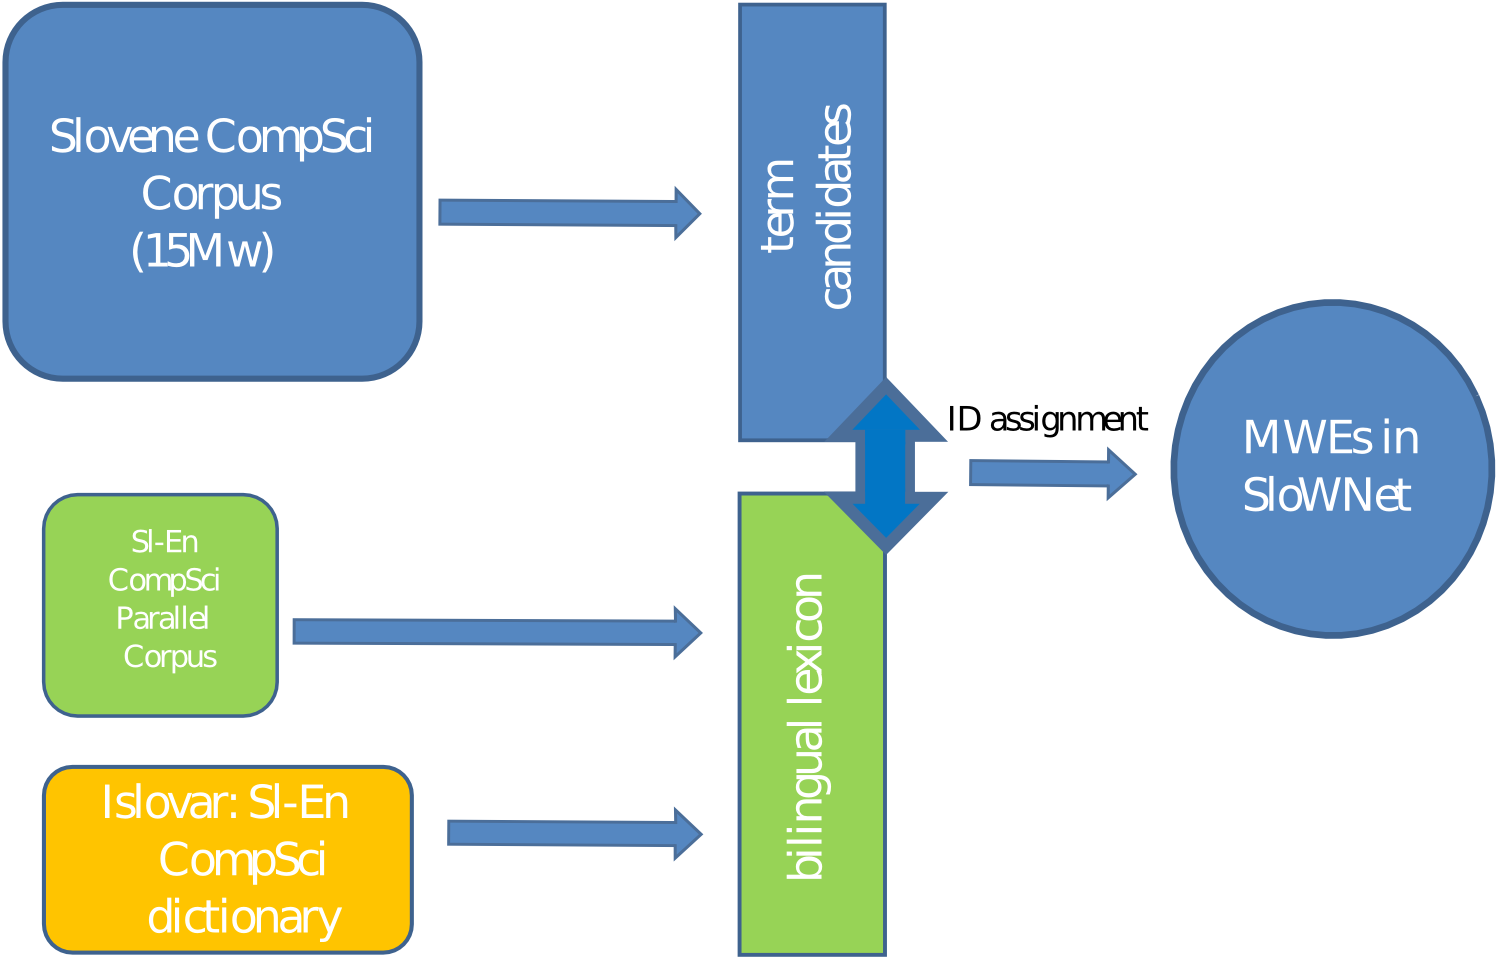 Slovene CompSci
Corpus
(15Mw)
term
candidates
ID assignment
MWEs in
SloWNet
Sl-En
CompSci
Parallel
Corpus
bilingual lexicon
Islovar: Sl-En
CompSci
dictionary